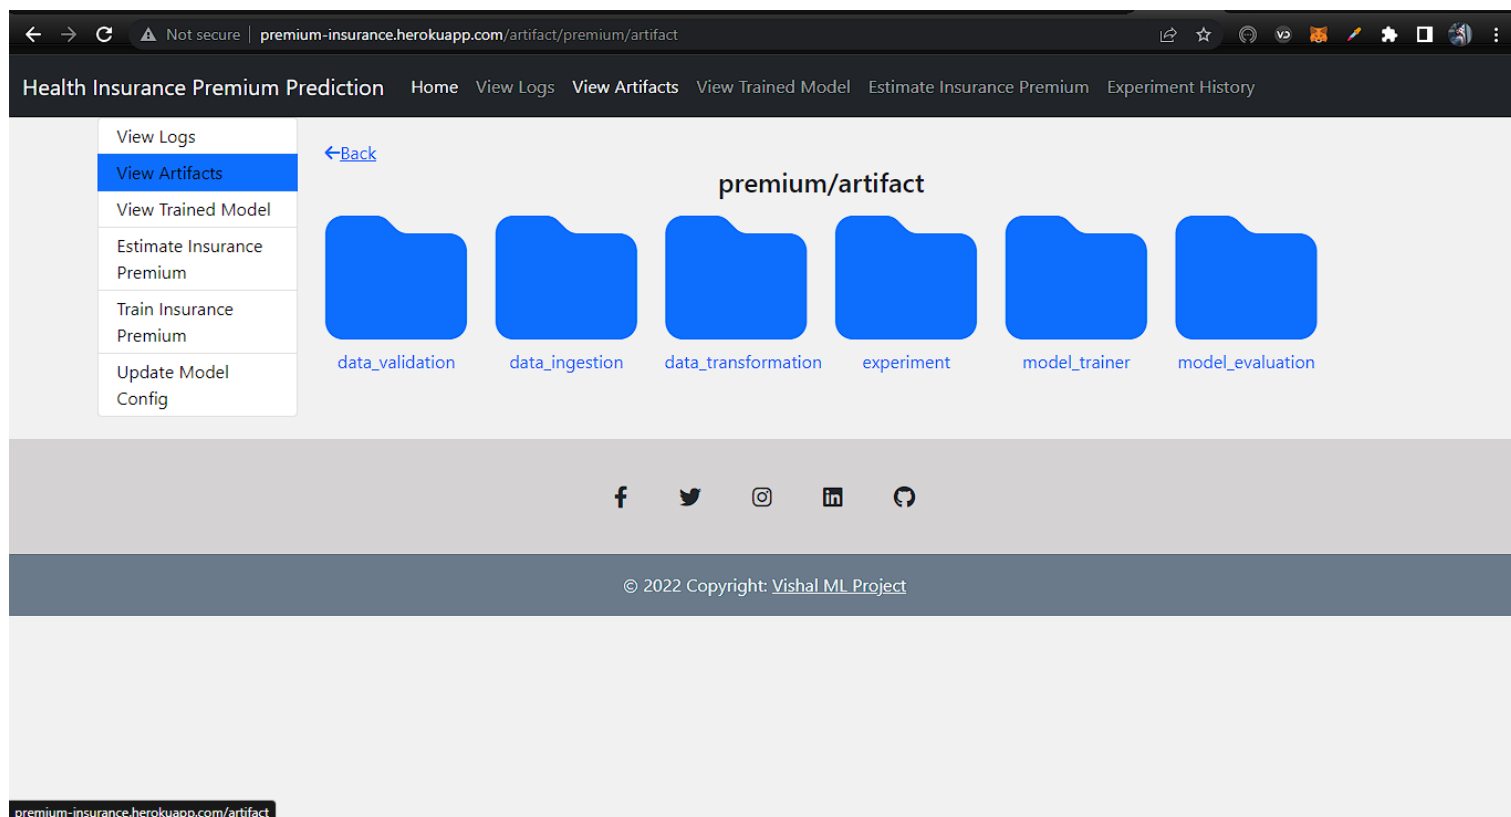 Not secure | premium-insurance.herokuapp.com/artifact/premium/artifact
Health Insurance Premium Prediction Home View Logs View Artifacts View Trained Model Estimate Insurance Premium Experiment History
View Logs
View Artifacts
View Trained Model
Estimate Insurance
Premium
Train Insurance
Premium
Update Model
Config
Back
premium/artifact
data_validation data_ingestion data_transformation experiment model_trainer model_evaluation
© 2022 Copyright: Vishal ML Project
premium-insurance.herokuapp.com/artifact